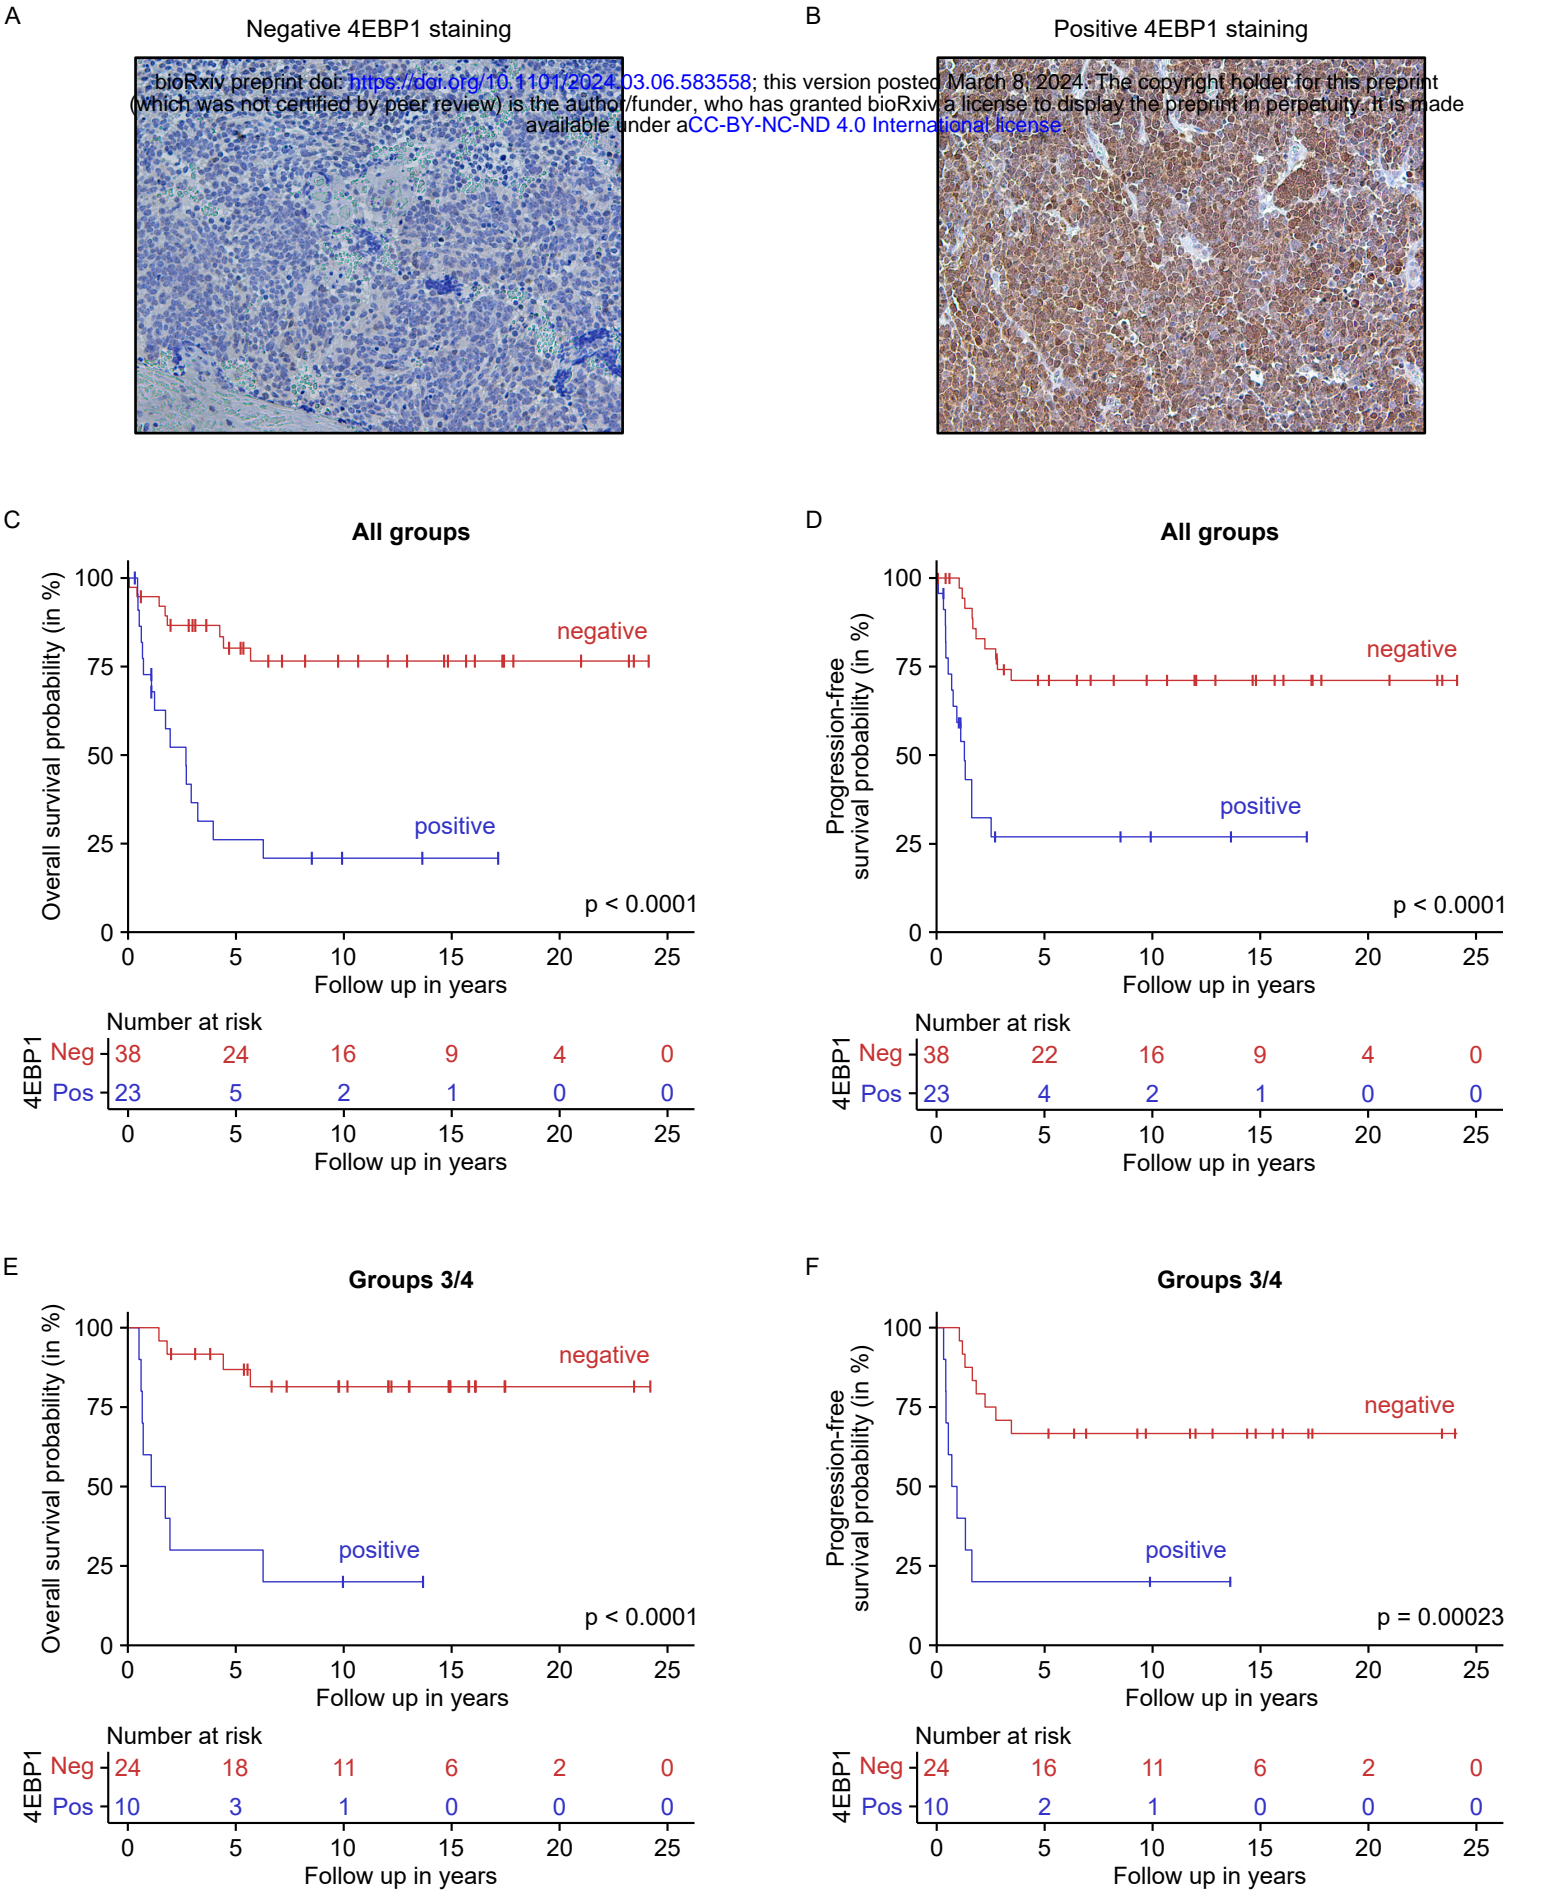 A
Negative 4EBP1 staining
B
Positive 4EBP1 staining
bioRxiv preprint doi: https://doi.org/10.1101/2024.03.06.583558; this version posted March 8, 2024. The copyright holder for this preprint
(which was not certified by peer review) is the author/funder, who has granted bioRxiv a license to display the preprint in perpetuity. It is made
available under aCC-BY-NC-ND 4.0 International license.
C
All groups
Overall survival probability (in %)
100
75
50
25
0
negative
positive
p < 0.0001
0 5 10 15 20 25
Follow up in years
Number at risk
4EBP1
Neg 38 24 16 9 4 0
Pos 23 5 2 1 0 0
0 5 10 15 20 25
Follow up in years
D
All groups
Progression-free
survival probability (in %)
100
75
50
25
0
negative
positive
p < 0.0001
0 5 10 15 20 25
Follow up in years
Number at risk
4EBP1
Neg 38 22 16 9 4 0
Pos 23 4 2 1 0 0
0 5 10 15 20 25
Follow up in years
E
Groups 3/4
Overall survival probability (in %)
100
75
50
25
0
negative
positive
p < 0.0001
0 5 10 15 20 25
Follow up in years
Number at risk
4EBP1
Neg 24 18 11 6 2 0
Pos 10 3 1 0 0 0
0 5 10 15 20 25
Follow up in years
F
Groups 3/4
Progression-free
survival probability (in %)
100
75
50
25
0
negative
positive
p = 0.00023
0 5 10 15 20 25
Follow up in years
Number at risk
4EBP1
Neg 24 16 11 6 2 0
Pos 10 2 1 0 0 0
0 5 10 15 20 25
Follow up in years